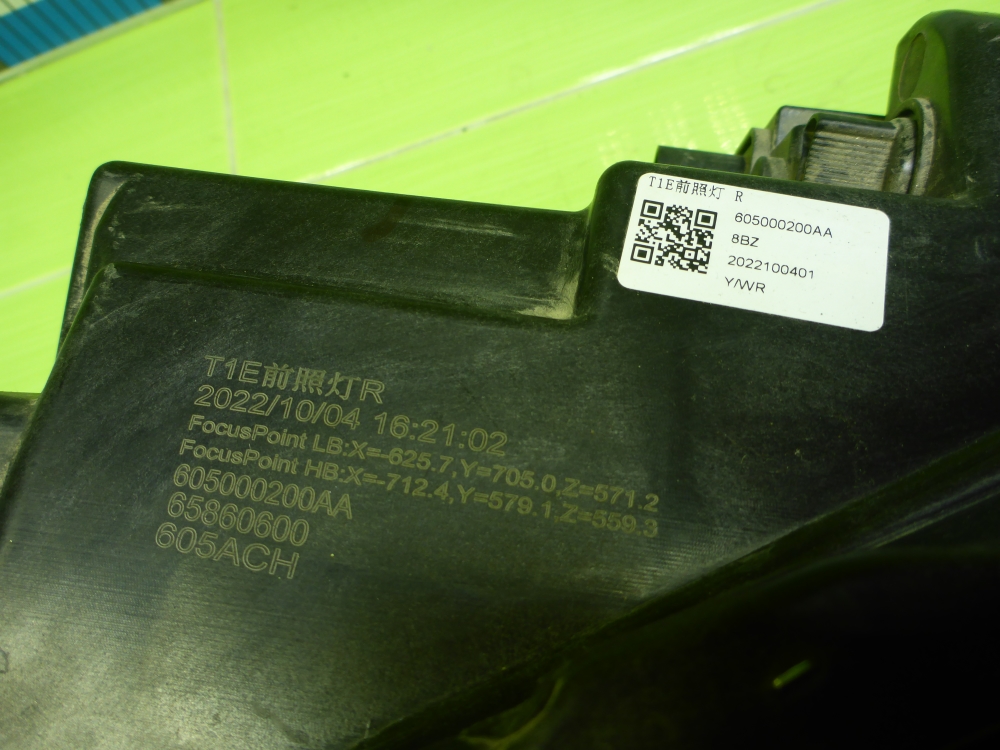 T1E前照灯 R
605000200AA
8BZ
2022100401
Y/WR
T1E前照灯R
2022/10/04 16:21:02
FocusPoint LB:X=-625.7,Y=705.0,Z=571.2
FocusPoint HB:X=-712.4,Y=579.1,Z=559.3
605000200AA
65860600
605ACH